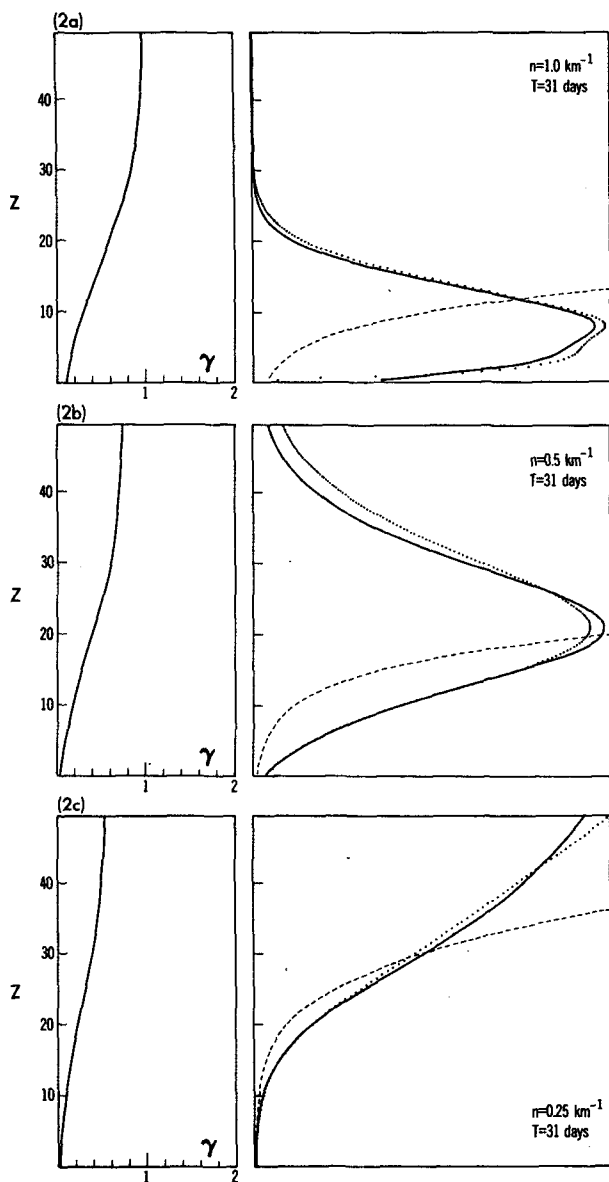 (2a)
40
30
Z
20
10
γ
1
2
n=1.0 km⁻¹
T=31 days
(2b)
40
30
Z
20
10
γ
1
2
n=0.5 km⁻¹
T=31 days
(2c)
40
30
Z
20
10
γ
1
2
n=0.25 km⁻¹
T=31 days